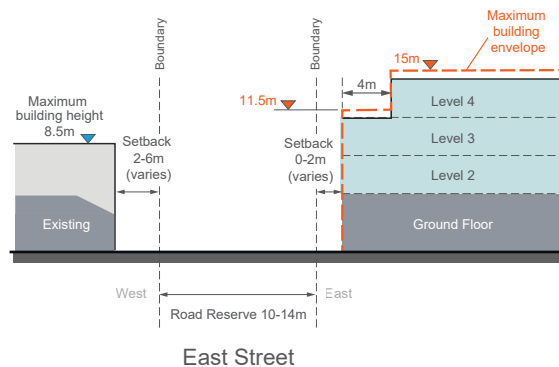 Boundary
Boundary
Maximum
building
envelope
15m
4m
11.5m
Maximum
building height
8.5m
Setback
2-6m
(varies)
Setback
0-2m
(varies)
Level 4
Level 3
Level 2
Existing
Ground Floor
West
East
Road Reserve 10-14m
East Street